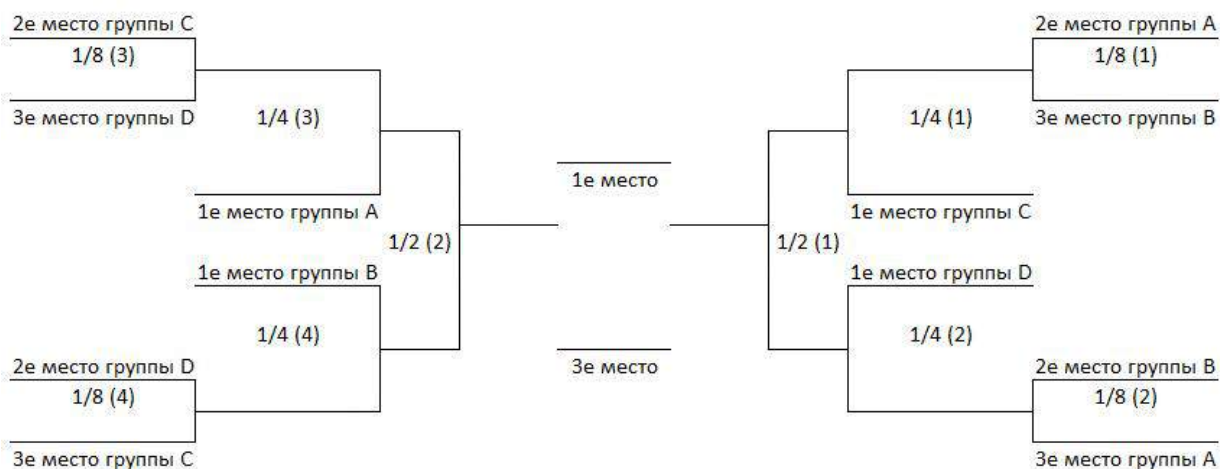 2е место группы C
1/8 (3)
3е место группы D
1/4 (3)
1е место группы A
1/2 (2)
1е место группы B
1/4 (4)
2е место группы D
1/8 (4)
3е место группы C
1е место
3е место
2е место группы A
1/8 (1)
3е место группы B
1/4 (1)
1е место группы C
1/2 (1)
1е место группы D
1/4 (2)
2е место группы B
1/8 (2)
3е место группы A